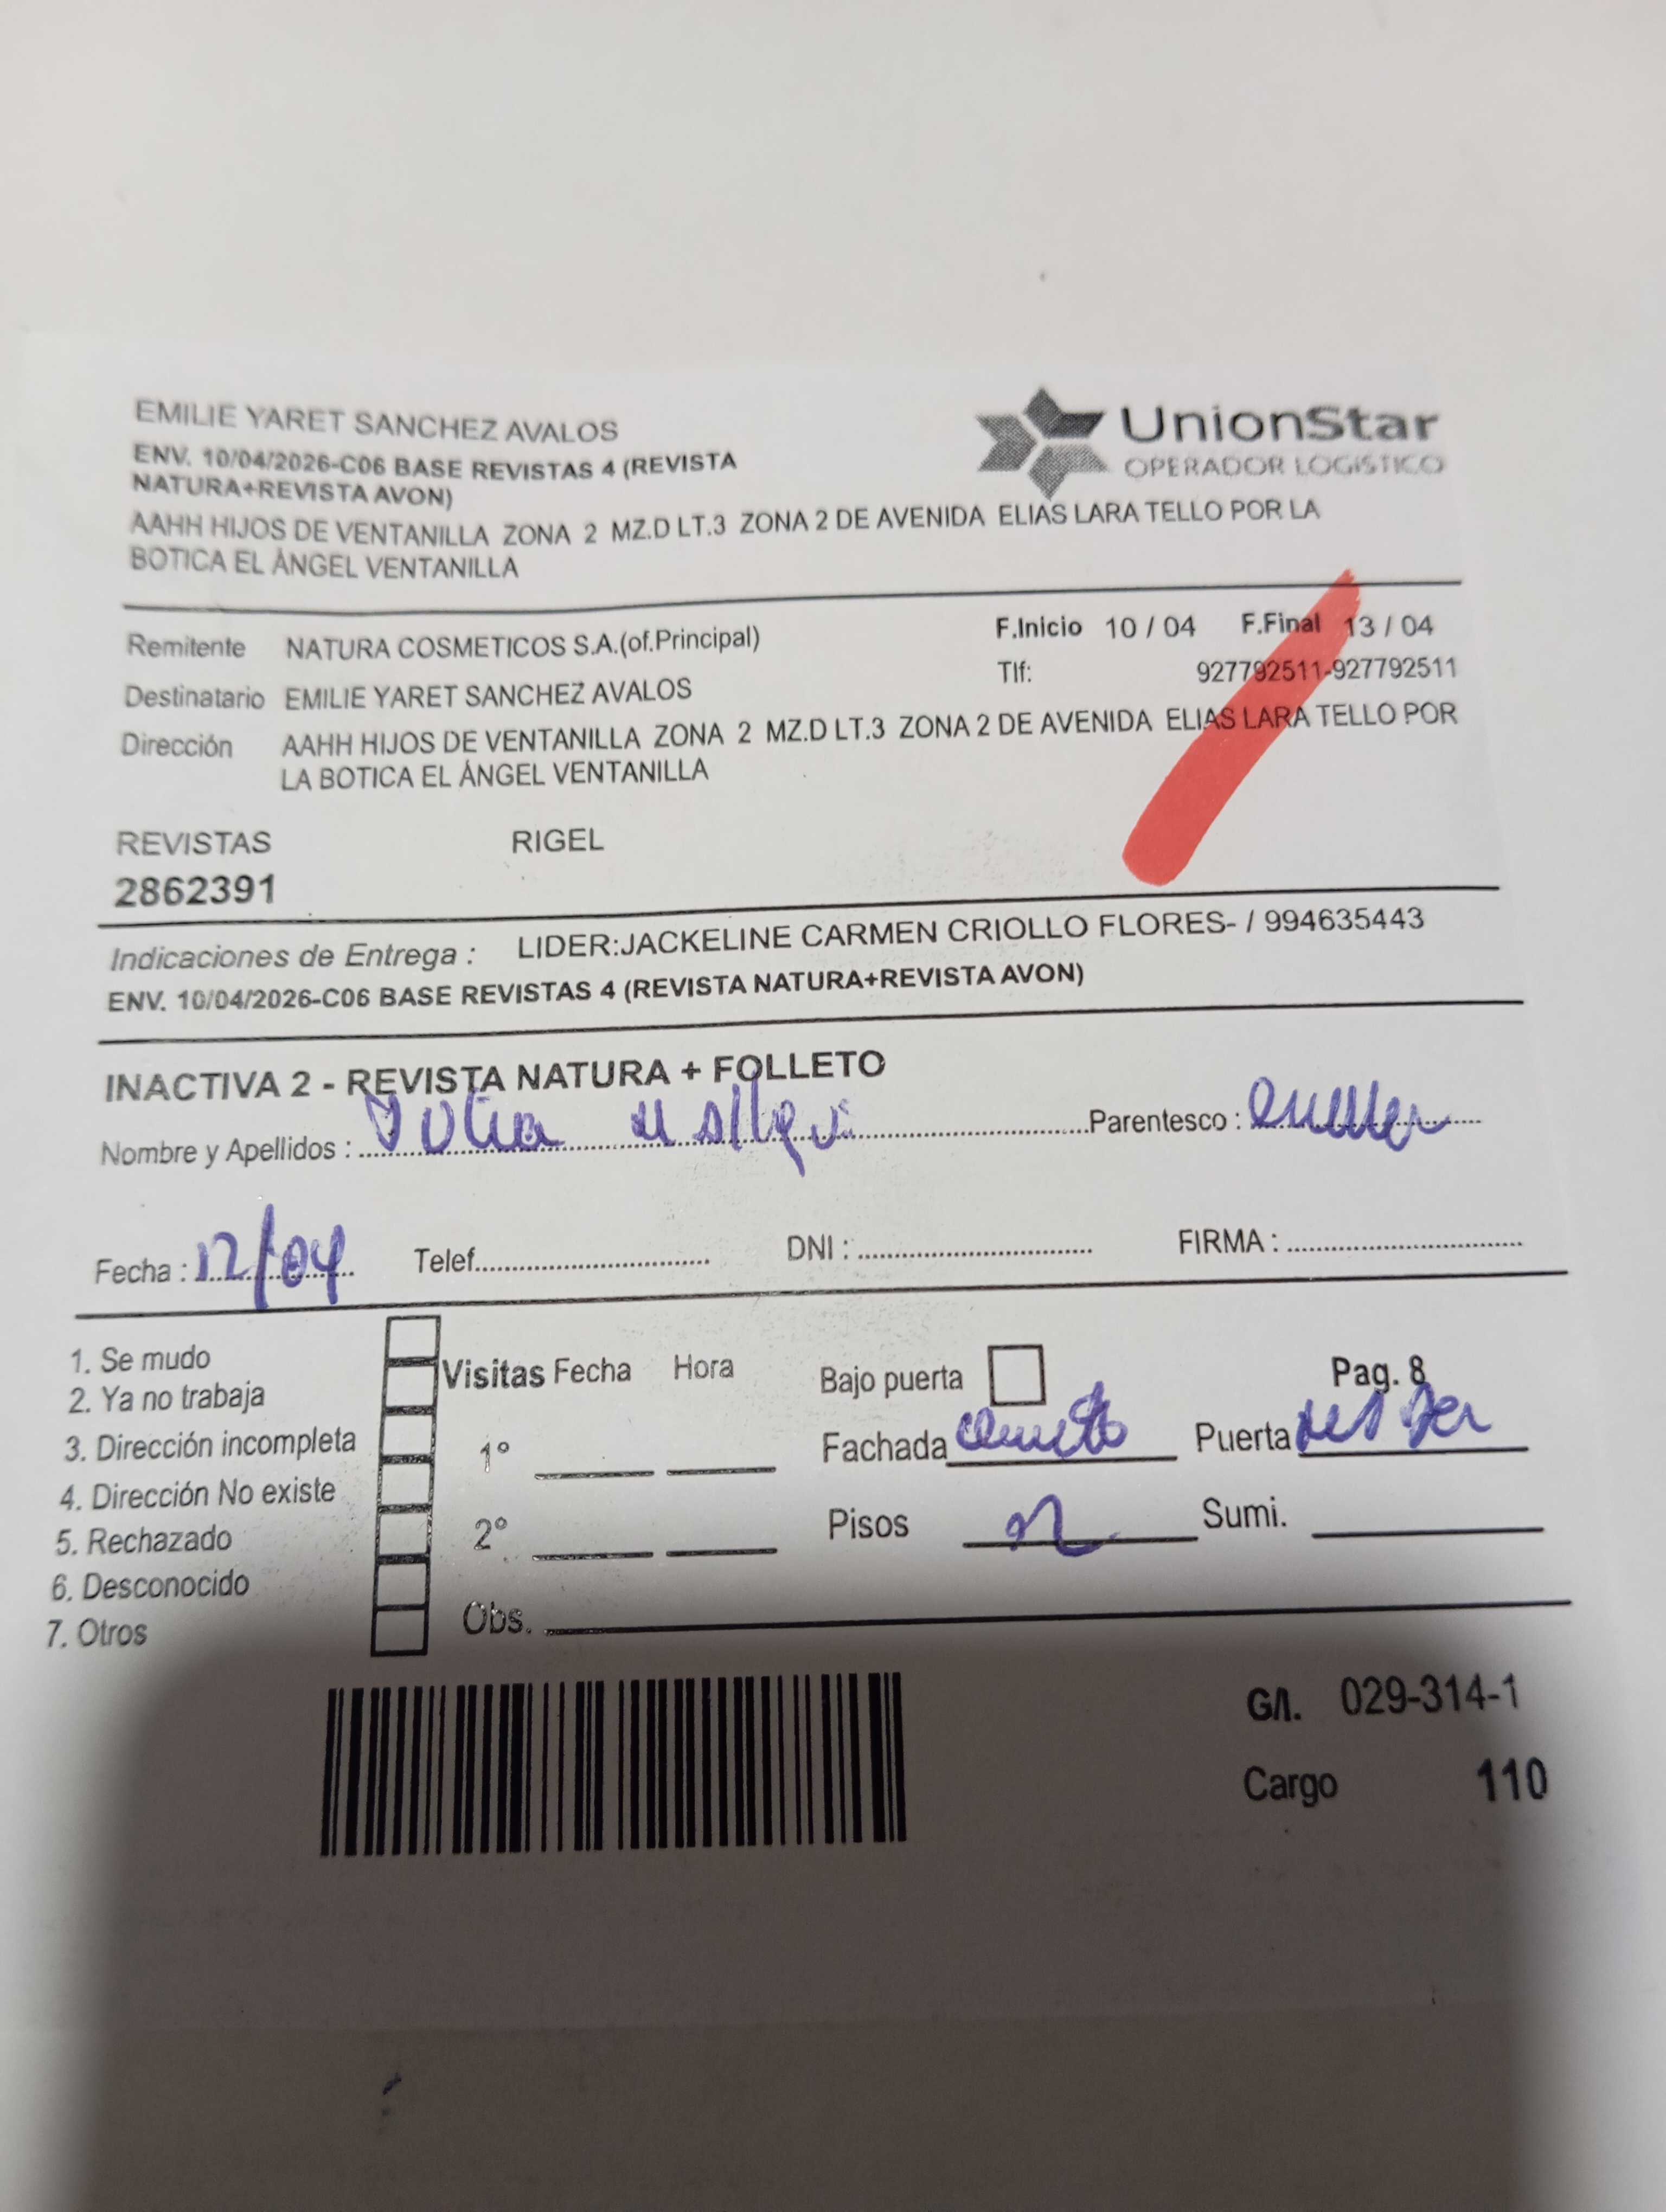 EMILIE YARET SANCHEZ AVALOS
UnionStar
OPERADOR LOGÍSTICO
ENV. 10/04/2026-C06 BASE REVISTAS 4 (REVISTA
NATURA+REVISTA AVON)
AAHH HIJOS DE VENTANILLA ZONA 2 MZ.D LT.3 ZONA 2 DE AVENIDA ELIAS LARA TELLO POR LA
BOTICA EL ÁNGEL VENTANILLA
Remitente NATURA COSMETICOS S.A.(of.Principal) F.Inicio 10 / 04 F.Final 13 / 04
Tlf: 927792511-927792511
Destinatario EMILIE YARET SANCHEZ AVALOS
Dirección AAHH HIJOS DE VENTANILLA ZONA 2 MZ.D LT.3 ZONA 2 DE AVENIDA ELIAS LARA TELLO POR
LA BOTICA EL ÁNGEL VENTANILLA
REVISTAS RIGEL
2862391
Indicaciones de Entrega : LIDER:JACKELINE CARMEN CRIOLLO FLORES- / 994635443
ENV. 10/04/2026-C06 BASE REVISTAS 4 (REVISTA NATURA+REVISTA AVON)
INACTIVA 2 - REVISTA NATURA + FOLLETO
Nombre y Apellidos : Parentesco :
Fecha : 12/04 Telef. DNI : FIRMA :
1. Se mudo
2. Ya no trabaja
3. Dirección incompleta
4. Dirección No existe
5. Rechazado
6. Desconocido
7. Otros
Visitas Fecha Hora
1°
2°
Obs.
Bajo puerta Pag. 8
Fachada Puerta
Pisos Sumi.
G/I. 029-314-1
Cargo 110